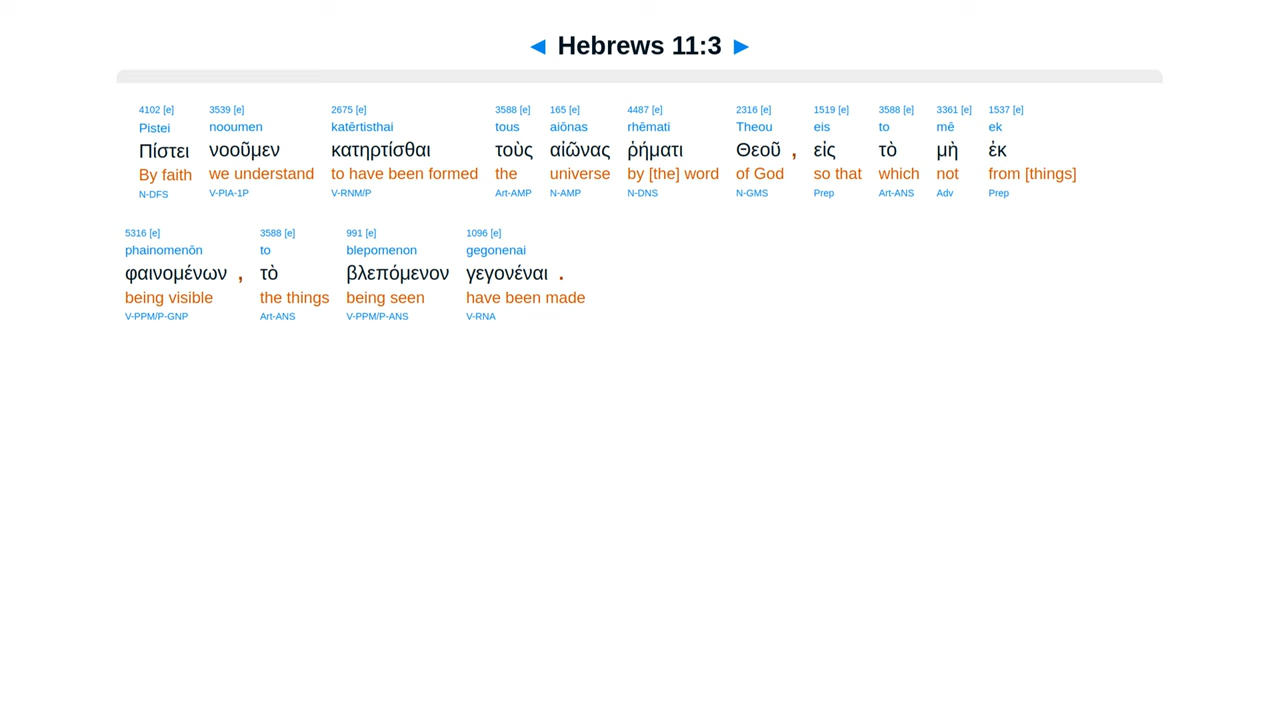 ◄ Hebrews 11:3 ►
4102 [e] 3539 [e] 2675 [e] 3588 [e] 165 [e] 4487 [e] 2316 [e] 1519 [e] 3588 [e] 3361 [e] 1537 [e]
Pistei nooumen katērtisthai tous aiōnas rhēmati Theou eis to mē ek
Πίστει νοοῦμεν κατηρτίσθαι τοὺς αἰῶνας ῥήματι Θεοῦ , εἰς τὸ μὴ ἐκ
By faith we understand to have been formed the universe by [the] word of God so that which not from [things]
N-DFS V-PIA-1P V-RNM/P Art-AMP N-AMP N-DNS N-GMS Prep Art-ANS Adv Prep
5316 [e] 3588 [e] 991 [e] 1096 [e]
phainomenōn to blepomenon gegonenai
φαινομένων , τὸ βλεπόμενον γεγονέναι .
being visible the things being seen have been made
V-PPM/P-GNP Art-ANS V-PPM/P-ANS V-RNA